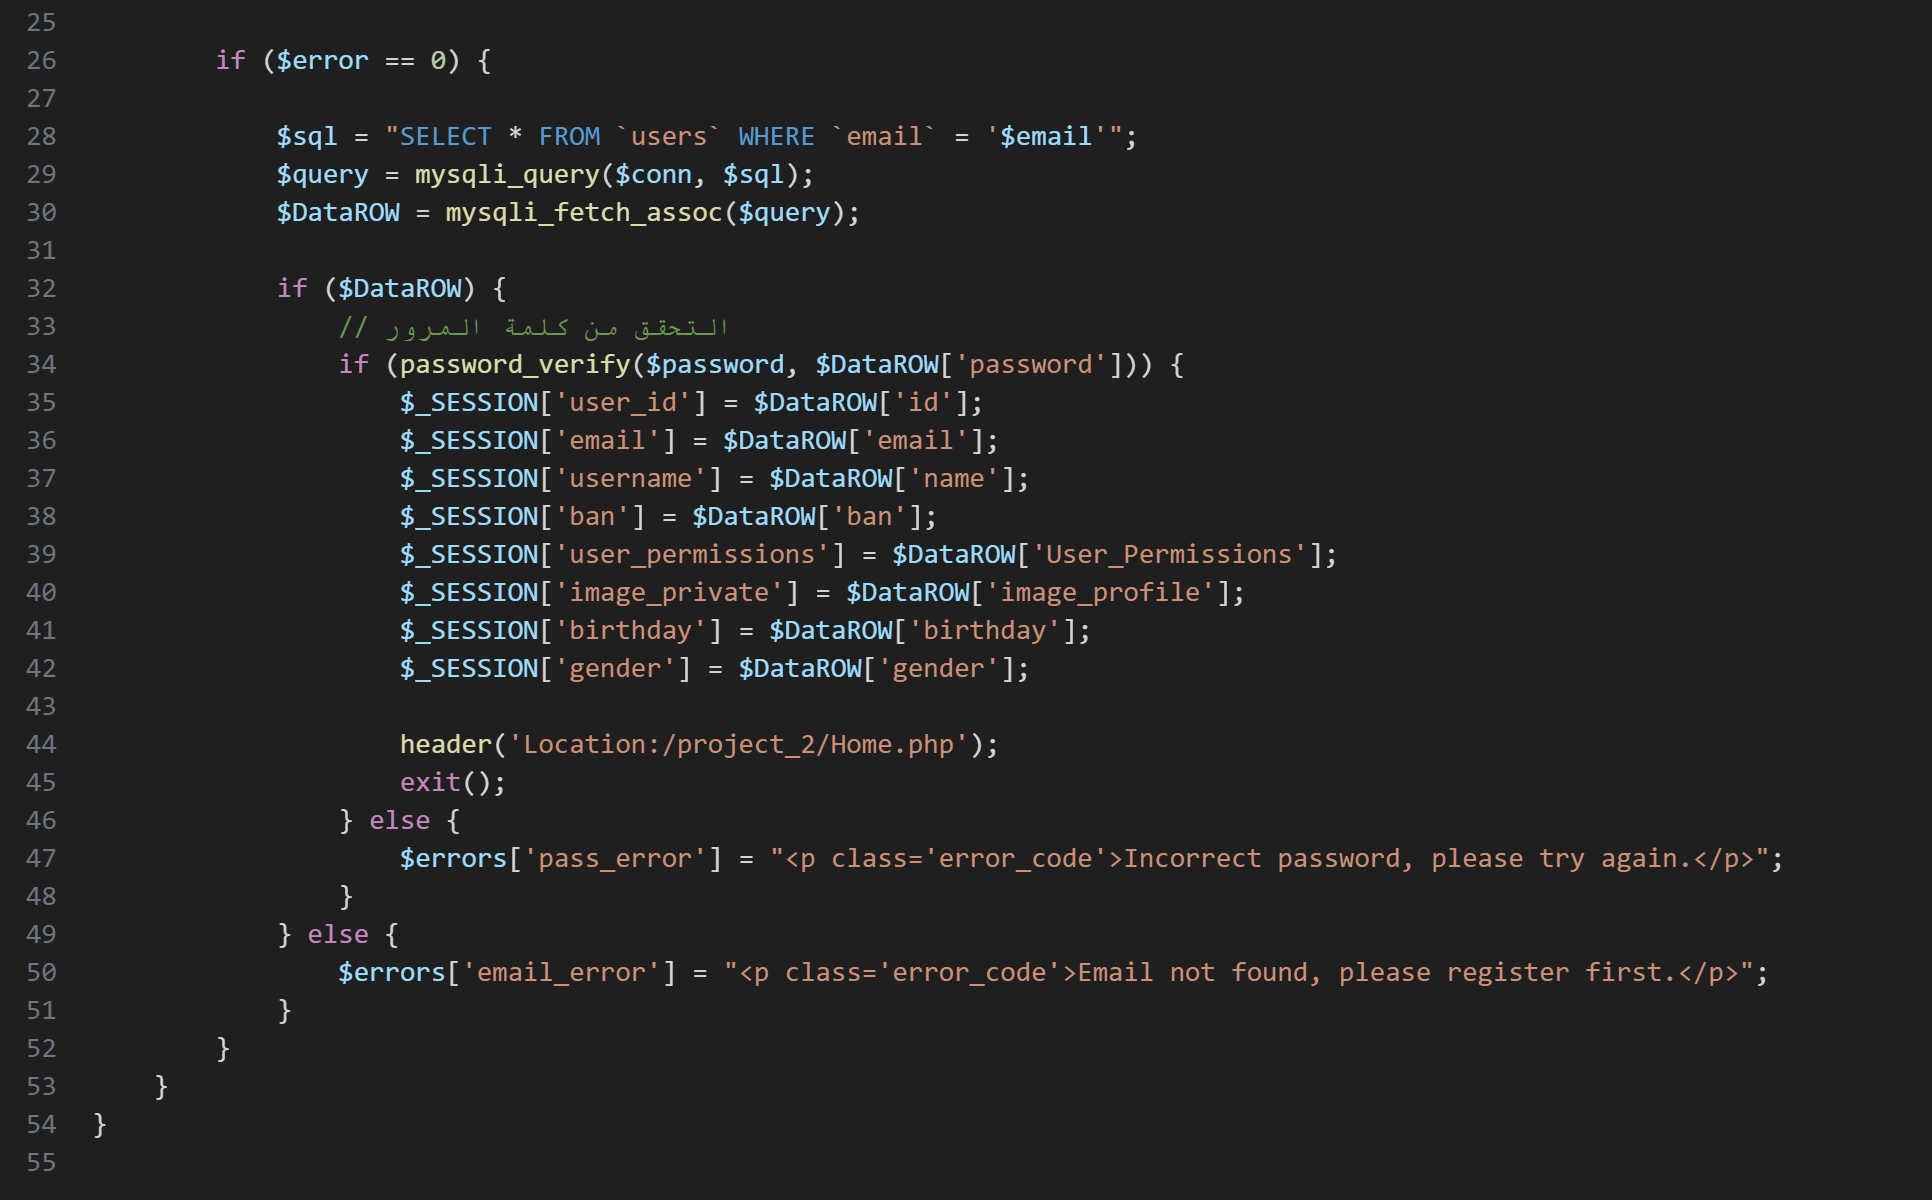 25
26 if ($error == 0) {
27
28 $sql = "SELECT * FROM `users` WHERE `email` = '$email'";
29 $query = mysqli_query($conn, $sql);
30 $DataROW = mysqli_fetch_assoc($query);
31
32 if ($DataROW) {
33 // التحقق من كلمة المرور
34 if (password_verify($password, $DataROW['password'])) {
35 $_SESSION['user_id'] = $DataROW['id'];
36 $_SESSION['email'] = $DataROW['email'];
37 $_SESSION['username'] = $DataROW['name'];
38 $_SESSION['ban'] = $DataROW['ban'];
39 $_SESSION['user_permissions'] = $DataROW['User_Permissions'];
40 $_SESSION['image_private'] = $DataROW['image_profile'];
41 $_SESSION['birthday'] = $DataROW['birthday'];
42 $_SESSION['gender'] = $DataROW['gender'];
43
44 header('Location:/project_2/Home.php');
45 exit();
46 } else {
47 $errors['pass_error'] = "<p class='error_code'>Incorrect password, please try again.</p>";
48 }
49 } else {
50 $errors['email_error'] = "<p class='error_code'>Email not found, please register first.</p>";
51 }
52 }
53 }
54 }
55